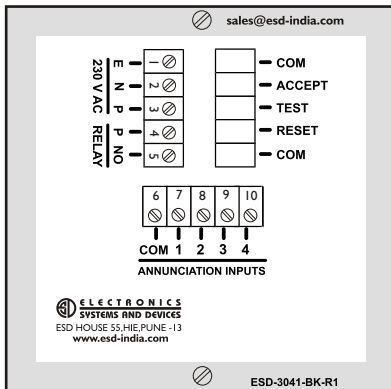 sales@esd-india.com
230 V AC
RELAY
E 1
N 2
P 3
P 4
NO 5
COM
ACCEPT
TEST
RESET
COM
6 7 8 9 10
COM 1 2 3 4
ANNUNCIATION INPUTS
ESD ELECTRONICS
SYSTEMS AND DEVICES
ESD HOUSE 55,HIE,PUNE -13
www.esd-india.com
ESD-3041-BK-R1